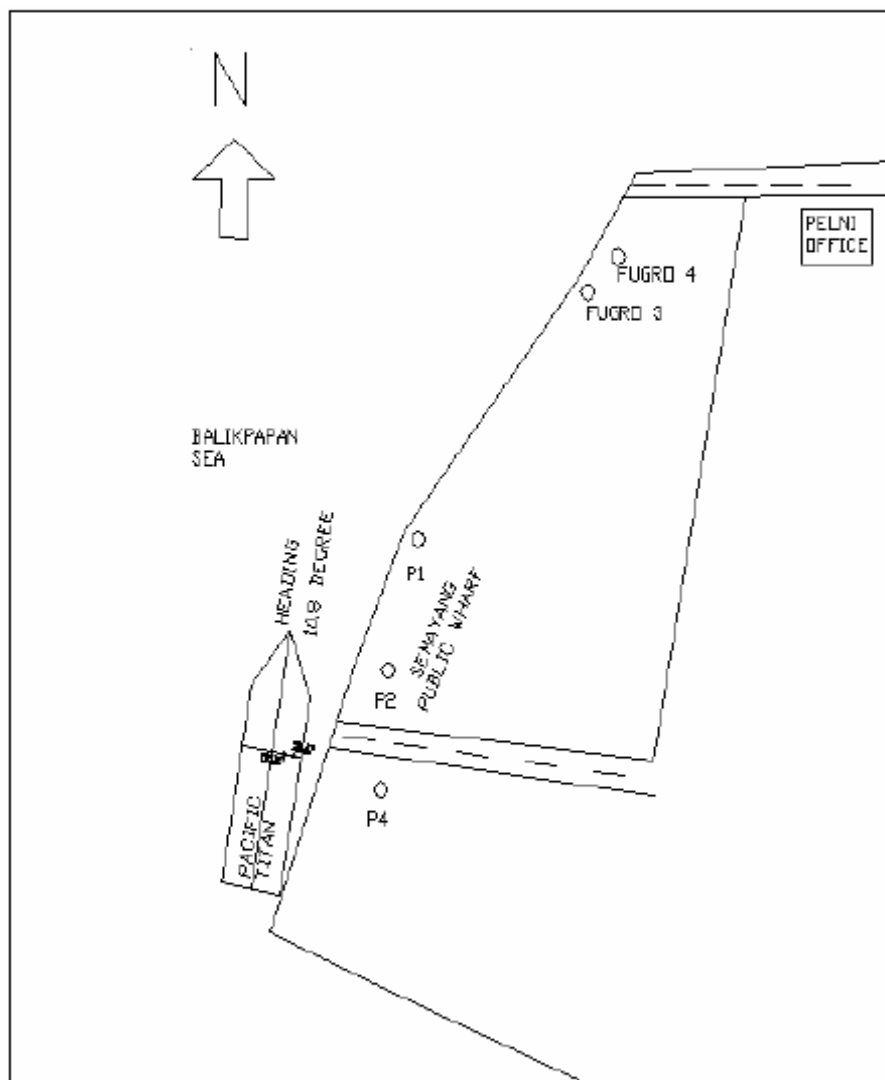 N
PELNI
OFFICE
FUGRO 4
FUGRO 3
BALIKPAPAN
SEA
HEADING
10.9 DEGREE
P1
SEMAYANG
PUBLIC WHARF
P2
P4
PACIFIC
TITAN